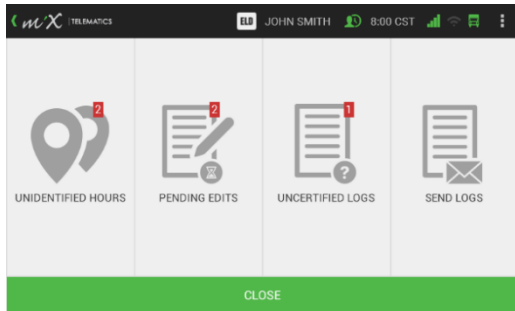 mix TELEMATICS ELD JOHN SMITH 8:00 CST
2 2 1
UNIDENTIFIED HOURS PENDING EDITS UNCERTIFIED LOGS SEND LOGS
CLOSE